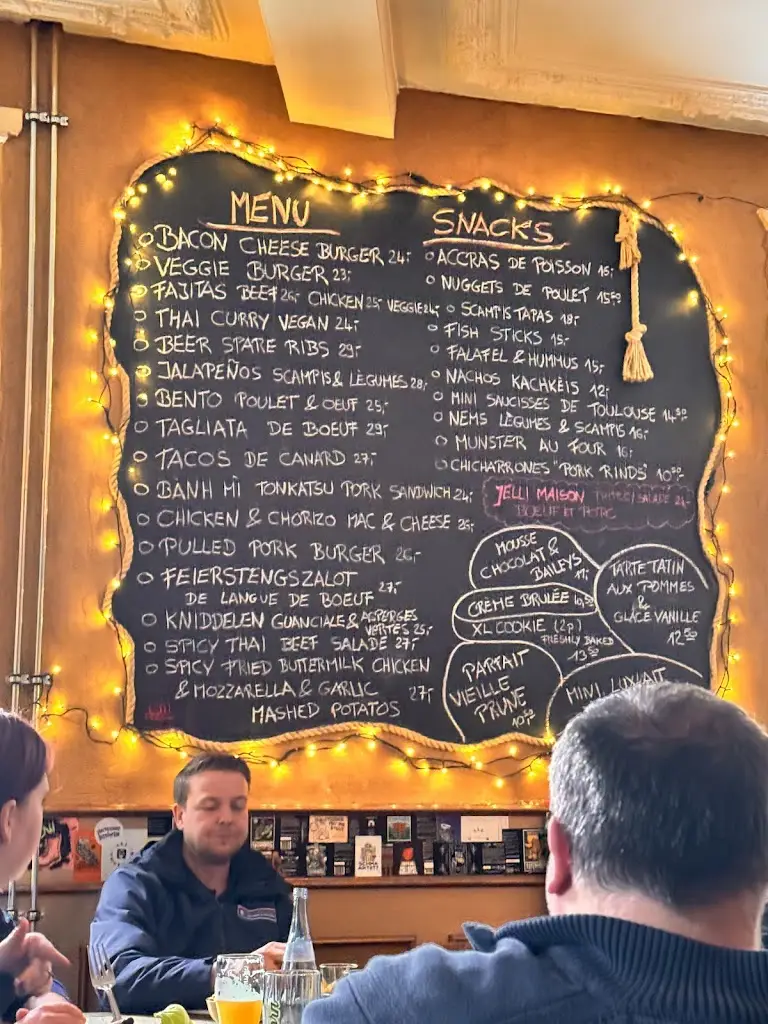 MENU
BACON CHEESE BURGER 24,-
VEGGIE BURGER 23,-
FAJITAS BEEF 26,- CHICKEN 25,- VEGGIE 24,-
THAI CURRY VEGAN 24,-
BEER SPARE RIBS 29,-
JALAPEÑOS SCAMPIS & LÉGUMES 28,-
BENTO POULET & OEUF 25,-
TAGLIATA DE BOEUF 29,-
TACOS DE CANARD 27,-
BÁNH MÌ TONKATSU PORK SANDWICH 24,-
CHICKEN & CHORIZO MAC & CHEESE 25,-
PULLED PORK BURGER 26,-
FEIERSTENGSZALOT
DE LANGUE DE BOEUF 27,-
KNIDDELEN GUANCIALE & ASPERGES
VERTES 25,-
SPICY THAI BEEF SALADE 27,-
SPICY FRIED BUTTERMILK CHICKEN
& MOZZARELLA & GARLIC 27,-
MASHED POTATOS
SNACKS
ACCRAS DE POISSON 16,-
NUGGETS DE POULET 15,50
SCAMPIS TAPAS 18,-
FISH STICKS 15,-
FALAFEL & HUMMUS 15,-
NACHOS KACHKÉIS 12,-
MINI SAUCISSES DE TOULOUSE 14,50
NEMS LÉGUMES & SCAMPIS 16,-
MUNSTER AU FOUR 16,-
CHICHARRONES "PORK RINDS" 10,50
JELLI MAISON SALADE
BOEUF ET PORC
MOUSSE
CHOCOLAT &
BAILEYS 11,-
CRÈME BRULÉE 10,50
XL COOKIE (2p)
FRESHLY BAKED
13,50
TARTE TATIN
AUX POMMES
&
GLACE VANILLE
12,50
PARFAIT
VIEILLE
PRUNE
10,50
MINI